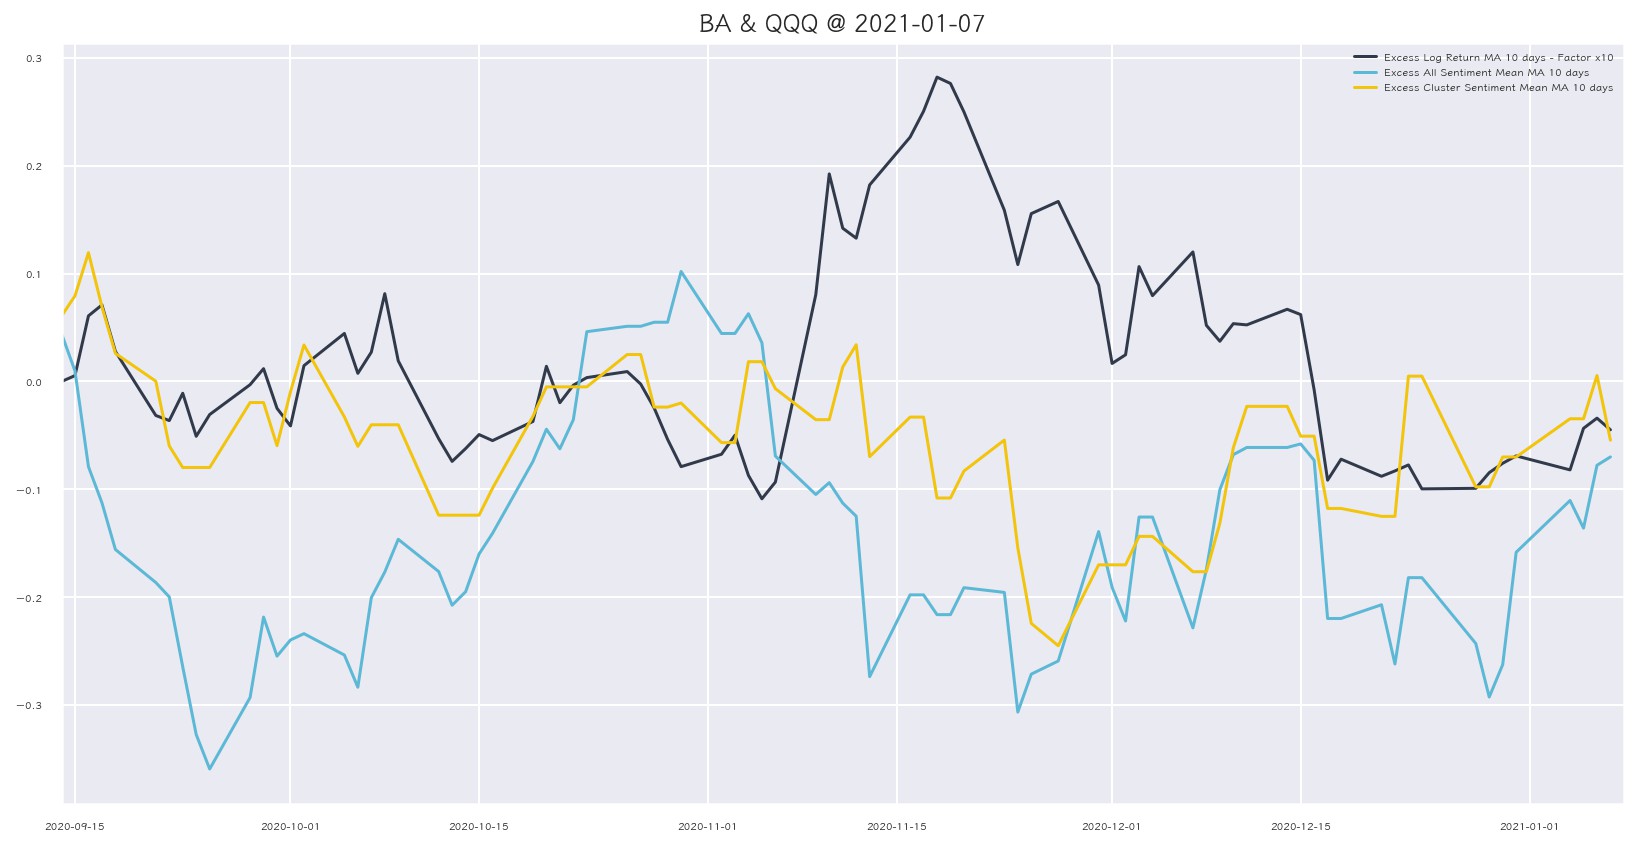 BA & QQQ @ 2021-01-07
Excess Log Return MA 10 days - Factor x10
Excess All Sentiment Mean MA 10 days
Excess Cluster Sentiment Mean MA 10 days
0.3
0.2
0.1
0.0
−0.1
−0.2
−0.3
2020-09-15 2020-10-01 2020-10-15 2020-11-01 2020-11-15 2020-12-01 2020-12-15 2021-01-01